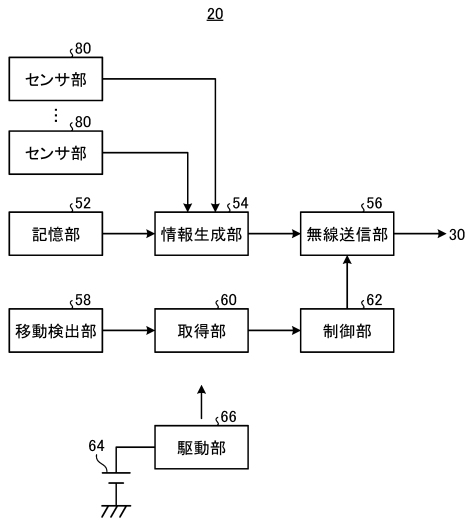 20
80
センサ部
80
センサ部
52
記憶部
54
情報生成部
56
無線送信部
30
58
移動検出部
60
取得部
62
制御部
66
駆動部
64